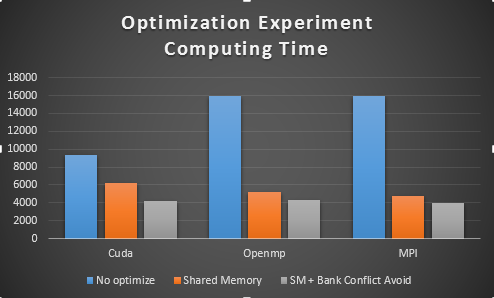 Optimization Experiment
Computing Time
18000
16000
14000
12000
10000
8000
6000
4000
2000
0
Cuda Openmp MPI
No optimize Shared Memory SM + Bank Conflict Avoid